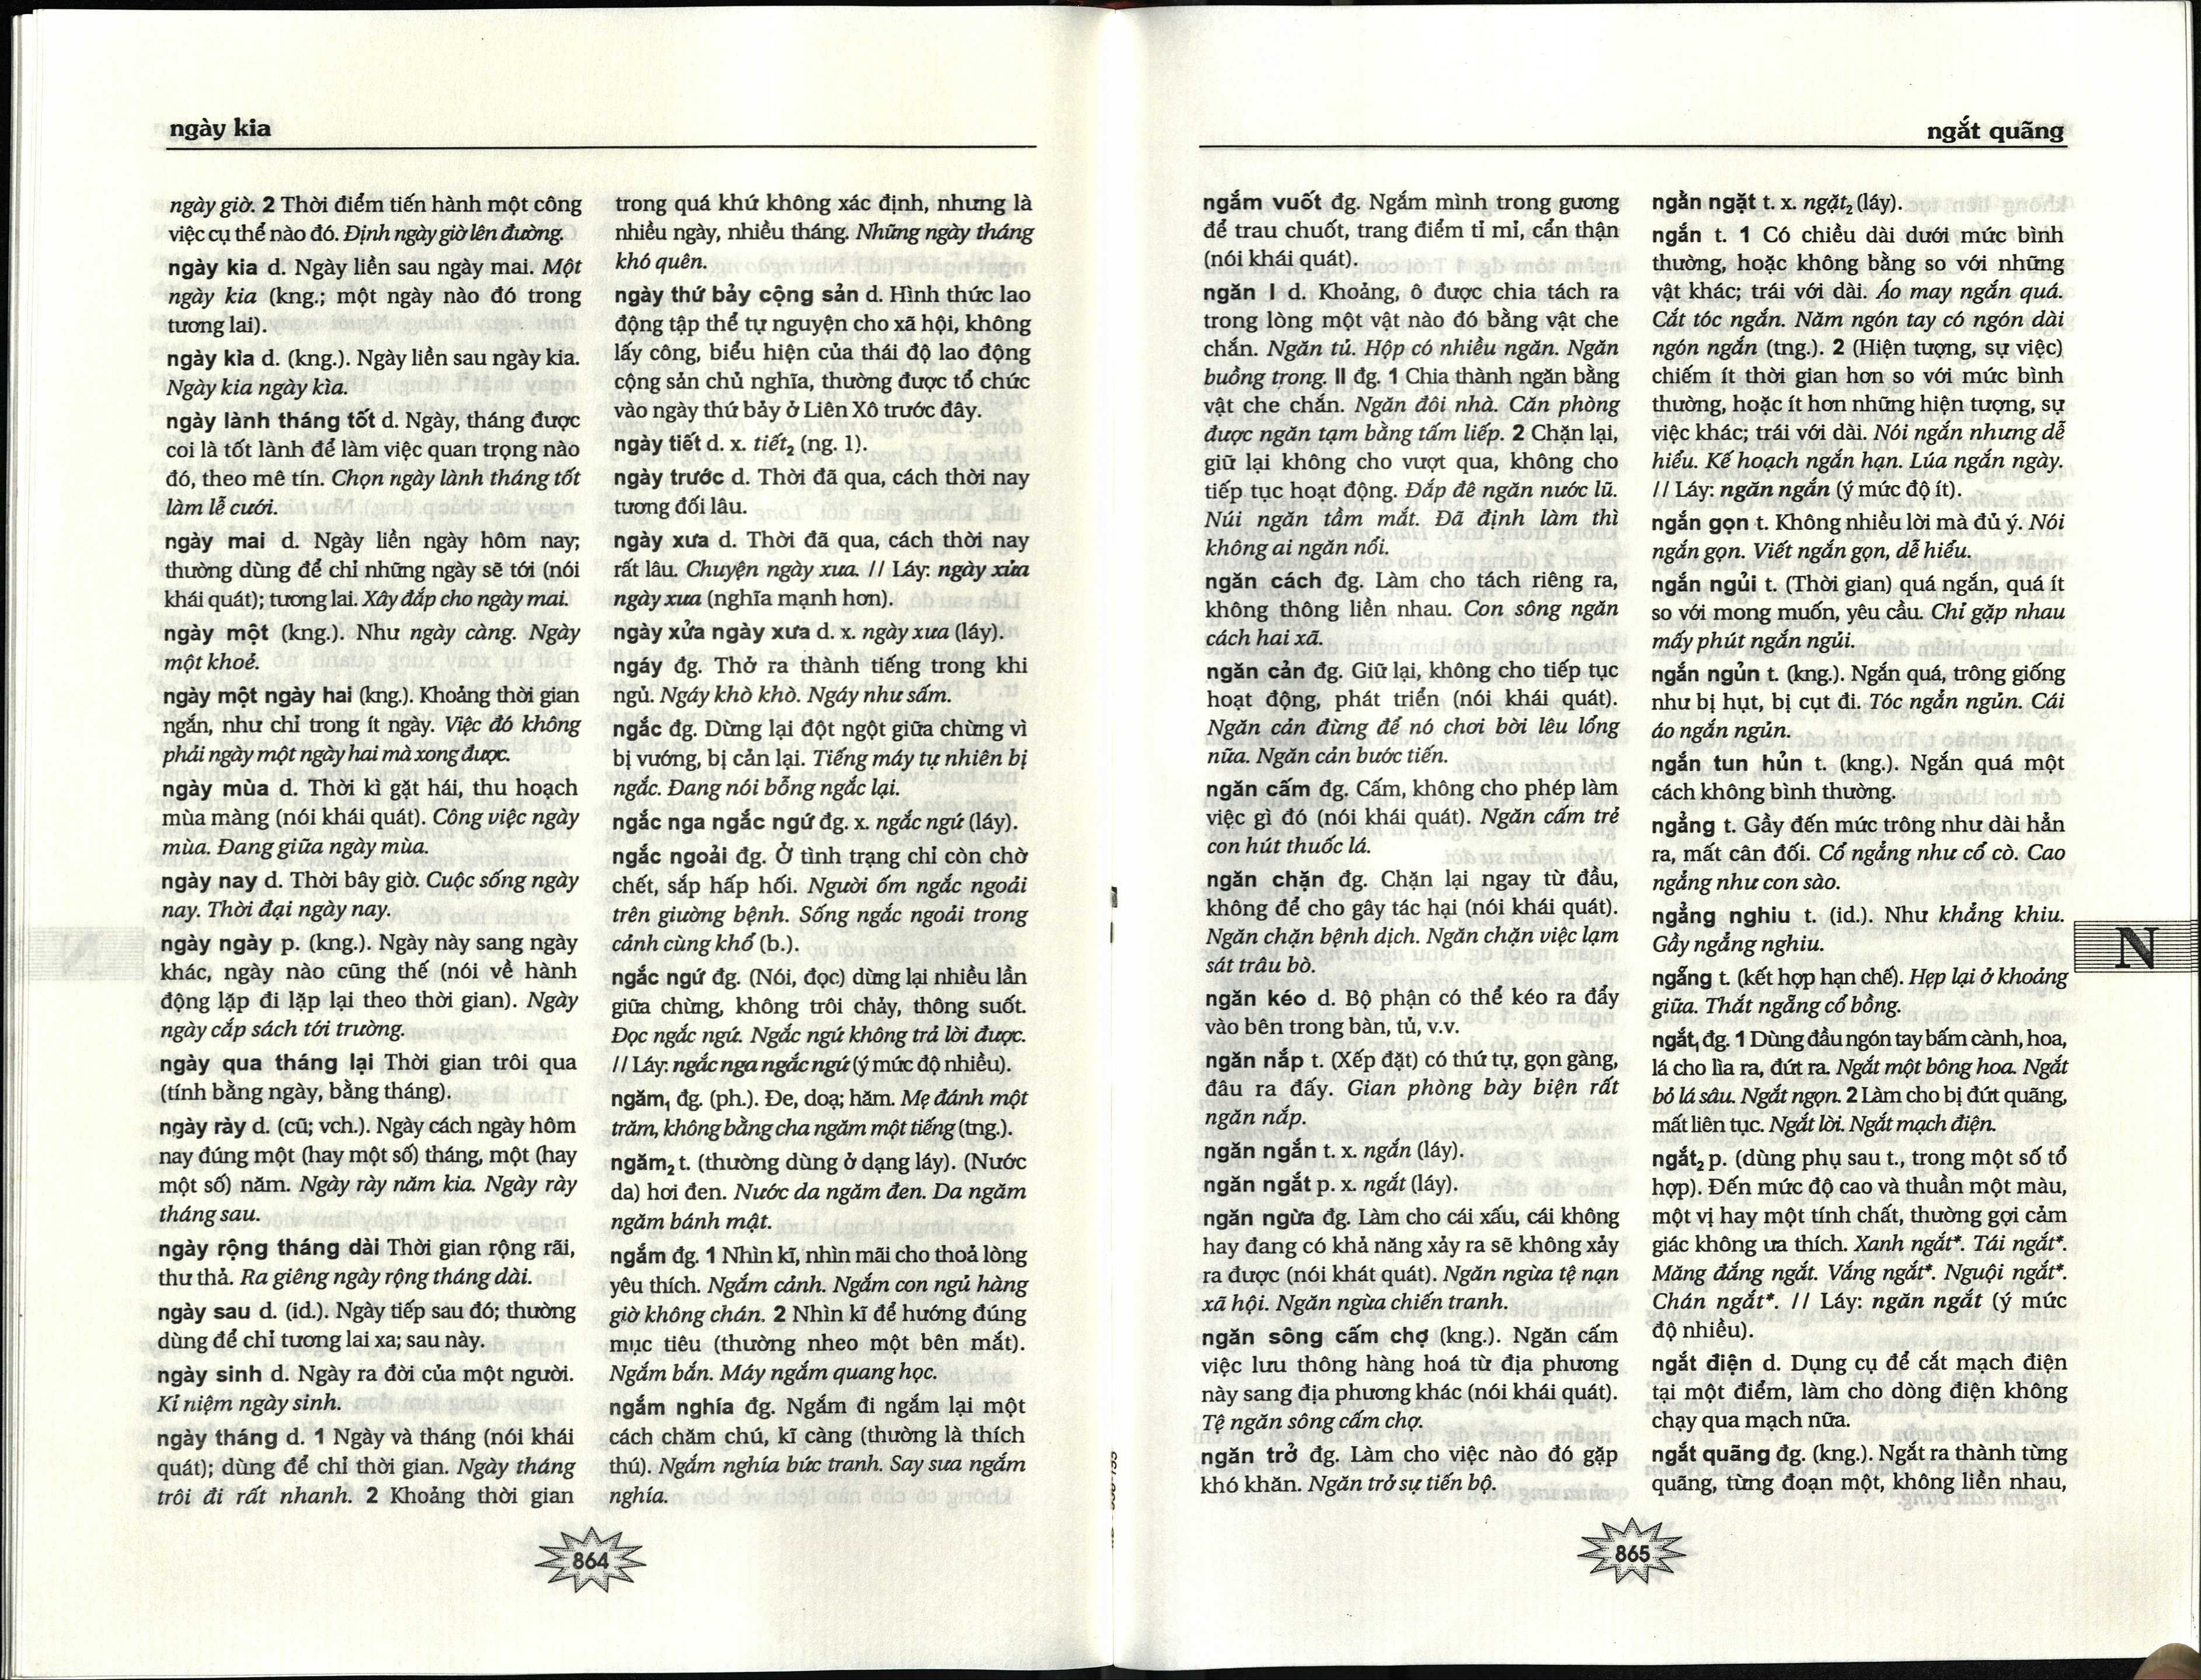 ngày kia
ngày giờ. 2 Thời điểm tiến hành một công
việc cụ thể nào đó. Định ngày giờ lên đường.
ngày kia d. Ngày liền sau ngày mai. Một
ngày kia (kng.; một ngày nào đó trong
tương lai).
ngày kìa d. (kng.). Ngày liền sau ngày kia.
Ngày kia ngày kìa.
ngày lành tháng tốt d. Ngày, tháng được
coi là tốt lành để làm việc quan trọng nào
đó, theo mê tín. Chọn ngày lành tháng tốt
làm lễ cưới.
ngày mai d. Ngày liền ngày hôm nay;
thường dùng để chỉ những ngày sẽ tới (nói
khái quát); tương lai. Xây đắp cho ngày mai.
ngày một (kng.). Như ngày càng. Ngày
một khoẻ.
ngày một ngày hai (kng.). Khoảng thời gian
ngắn, như chỉ trong ít ngày. Việc đó không
phải ngày một ngày hai mà xong được.
ngày mùa d. Thời kì gặt hái, thu hoạch
mùa màng (nói khái quát). Công việc ngày
mùa. Đang giữa ngày mùa.
ngày nay d. Thời bây giờ. Cuộc sống ngày
nay. Thời đại ngày nay.
ngày ngày p. (kng.). Ngày này sang ngày
khác, ngày nào cũng thế (nói về hành
động lặp đi lặp lại theo thời gian). Ngày
ngày cắp sách tới trường.
ngày qua tháng lại Thời gian trôi qua
(tính bằng ngày, bằng tháng).
ngày rày d. (cũ; vch.). Ngày cách ngày hôm
nay đúng một (hay một số) tháng, một (hay
một số) năm. Ngày rày năm kia. Ngày rày
tháng sau.
ngày rộng tháng dài Thời gian rộng rãi,
thư thả. Ra giêng ngày rộng tháng dài.
ngày sau d. (id.). Ngày tiếp sau đó; thường
dùng để chỉ tương lai xa; sau này.
ngày sinh d. Ngày ra đời của một người.
Kỉ niệm ngày sinh.
ngày tháng d. 1 Ngày và tháng (nói khái
quát); dùng để chỉ thời gian. Ngày tháng
trôi đi rất nhanh. 2 Khoảng thời gian
trong quá khứ không xác định, nhưng là
nhiều ngày, nhiều tháng. Những ngày tháng
khó quên.
ngày thứ bảy cộng sản d. Hình thức lao
động tập thể tự nguyện cho xã hội, không
lấy công, biểu hiện của thái độ lao động
cộng sản chủ nghĩa, thường được tổ chức
vào ngày thứ bảy ở Liên Xô trước đây.
ngày tiết d. x. tiết₂ (ng. 1).
ngày trước d. Thời đã qua, cách thời nay
tương đối lâu.
ngày xưa d. Thời đã qua, cách thời nay
rất lâu. Chuyện ngày xưa. // Láy: ngày xửa
ngày xưa (nghĩa mạnh hơn).
ngày xửa ngày xưa d. x. ngày xưa (láy).
ngáy đg. Thở ra thành tiếng trong khi
ngủ. Ngáy khò khò. Ngáy như sấm.
ngắc đg. Dừng lại đột ngột giữa chừng vì
bị vướng, bị cản lại. Tiếng máy tự nhiên bị
ngắc. Đang nói bỗng ngắc lại.
ngắc nga ngắc ngứ đg. x. ngắc ngứ (láy).
ngắc ngoải đg. Ở tình trạng chỉ còn chờ
chết, sắp hấp hối. Người ốm ngắc ngoải
trên giường bệnh. Sống ngắc ngoải trong
cảnh cùng khổ (b.).
ngắc ngứ đg. (Nói, đọc) dừng lại nhiều lần
giữa chừng, không trôi chảy, thông suốt.
Đọc ngắc ngứ. Ngắc ngứ không trả lời được.
// Láy: ngắc nga ngắc ngứ (ý mức độ nhiều).
ngăm₁ đg. (ph.). Đe, doạ; hăm. Mẹ đánh một
trăm, không bằng cha ngăm một tiếng (tng.).
ngăm₂ t. (thường dùng ở dạng láy). (Nước
da) hơi đen. Nước da ngăm đen. Da ngăm
ngăm bánh mật.
ngắm đg. 1 Nhìn kĩ, nhìn mãi cho thoả lòng
yêu thích. Ngắm cảnh. Ngắm con ngủ hàng
giờ không chán. 2 Nhìn kĩ để hướng đúng
mục tiêu (thường nheo một bên mắt).
Ngắm bắn. Máy ngắm quang học.
ngắm nghía đg. Ngắm đi ngắm lại một
cách chăm chú, kĩ càng (thường là thích
thú). Ngắm nghía bức tranh. Say sưa ngắm
nghía.
864
ngắt quãng
ngắm vuốt đg. Ngắm mình trong gương
để trau chuốt, trang điểm tỉ mỉ, cẩn thận
(nói khái quát).
ngăn I d. Khoảng, ô được chia tách ra
trong lòng một vật nào đó bằng vật che
chắn. Ngăn tủ. Hộp có nhiều ngăn. Ngăn
buồng trong. II đg. 1 Chia thành ngăn bằng
vật che chắn. Ngăn đôi nhà. Căn phòng
được ngăn tạm bằng tấm liếp. 2 Chặn lại,
giữ lại không cho vượt qua, không cho
tiếp tục hoạt động. Đắp đê ngăn nước lũ.
Núi ngăn tầm mắt. Đã định làm thì
không ai ngăn nổi.
ngăn cách đg. Làm cho tách riêng ra,
không thông liền nhau. Con sông ngăn
cách hai xã.
ngăn cản đg. Giữ lại, không cho tiếp tục
hoạt động, phát triển (nói khái quát).
Ngăn cản đừng để nó chơi bời lêu lổng
nữa. Ngăn cản bước tiến.
ngăn cấm đg. Cấm, không cho phép làm
việc gì đó (nói khái quát). Ngăn cấm trẻ
con hút thuốc lá.
ngăn chặn đg. Chặn lại ngay từ đầu,
không để cho gây tác hại (nói khái quát).
Ngăn chặn bệnh dịch. Ngăn chặn việc lạm
sát trâu bò.
ngăn kéo d. Bộ phận có thể kéo ra đẩy
vào bên trong bàn, tủ, v.v.
ngăn nắp t. (Xếp đặt) có thứ tự, gọn gàng,
đâu ra đấy. Gian phòng bày biện rất
ngăn nắp.
ngăn ngắn t. x. ngắn (láy).
ngăn ngắt p. x. ngắt (láy).
ngăn ngừa đg. Làm cho cái xấu, cái không
hay đang có khả năng xảy ra sẽ không xảy
ra được (nói khát quát). Ngăn ngừa tệ nạn
xã hội. Ngăn ngừa chiến tranh.
ngăn sông cấm chợ (kng.). Ngăn cấm
việc lưu thông hàng hoá từ địa phương
này sang địa phương khác (nói khái quát).
Tệ ngăn sông cấm chợ.
ngăn trở đg. Làm cho việc nào đó gặp
khó khăn. Ngăn trở sự tiến bộ.
ngằn ngặt t. x. ngặt₂ (láy).
ngắn t. 1 Có chiều dài dưới mức bình
thường, hoặc không bằng so với những
vật khác; trái với dài. Áo may ngắn quá.
Cắt tóc ngắn. Năm ngón tay có ngón dài
ngón ngắn (tng.). 2 (Hiện tượng, sự việc)
chiếm ít thời gian hơn so với mức bình
thường, hoặc ít hơn những hiện tượng, sự
việc khác; trái với dài. Nói ngắn nhưng dễ
hiểu. Kế hoạch ngắn hạn. Lúa ngắn ngày.
// Láy: ngăn ngắn (ý mức độ ít).
ngắn gọn t. Không nhiều lời mà đủ ý. Nói
ngắn gọn. Viết ngắn gọn, dễ hiểu.
ngắn ngủi t. (Thời gian) quá ngắn, quá ít
so với mong muốn, yêu cầu. Chỉ gặp nhau
mấy phút ngắn ngủi.
ngắn ngủn t. (kng.). Ngắn quá, trông giống
như bị hụt, bị cụt đi. Tóc ngắn ngủn. Cái
áo ngắn ngủn.
ngắn tun hủn t. (kng.). Ngắn quá một
cách không bình thường.
ngẳng t. Gầy đến mức trông như dài hẳn
ra, mất cân đối. Cổ ngẳng như cổ cò. Cao
ngẳng như con sào.
ngẳng nghiu t. (id.). Như khẳng khiu.
Gầy ngẳng nghiu.
ngẵng t. (kết hợp hạn chế). Hẹp lại ở khoảng
giữa. Thắt ngẵng cổ bồng.
ngắt₁ đg. 1 Dùng đầu ngón tay bấm cành, hoa,
lá cho lìa ra, đứt ra. Ngắt một bông hoa. Ngắt
bỏ lá sâu. Ngắt ngọn. 2 Làm cho bị đứt quãng,
mất liên tục. Ngắt lời. Ngắt mạch điện.
ngắt₂ p. (dùng phụ sau t., trong một số tổ
hợp). Đến mức độ cao và thuần một màu,
một vị hay một tính chất, thường gợi cảm
giác không ưa thích. Xanh ngắt*. Tái ngắt*.
Măng đắng ngắt. Vắng ngắt*. Nguội ngắt*.
Chán ngắt*. // Láy: ngăn ngắt (ý mức
độ nhiều).
ngắt điện d. Dụng cụ để cắt mạch điện
tại một điểm, làm cho dòng điện không
chạy qua mạch nữa.
ngắt quãng đg. (kng.). Ngắt ra thành từng
quãng, từng đoạn một, không liền nhau,
N
865